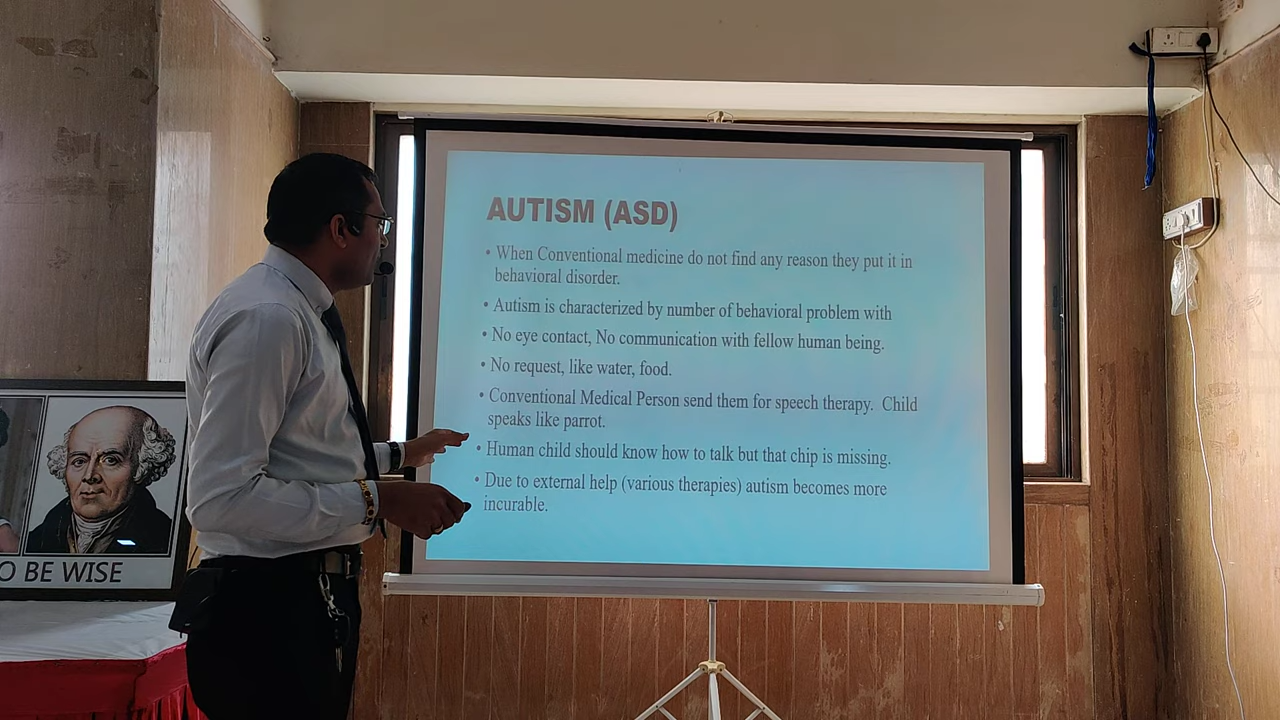 AUTISM (ASD)
• When Conventional medicine do not find any reason they put it in
behavioral disorder.
• Autism is characterized by number of behavioral problem with
• No eye contact, No communication with fellow human being.
• No request, like water, food.
• Conventional Medical Person send them for speech therapy. Child
speaks like parrot.
• Human child should know how to talk but that chip is missing.
• Due to external help (various therapies) autism becomes more
incurable.
O BE WISE